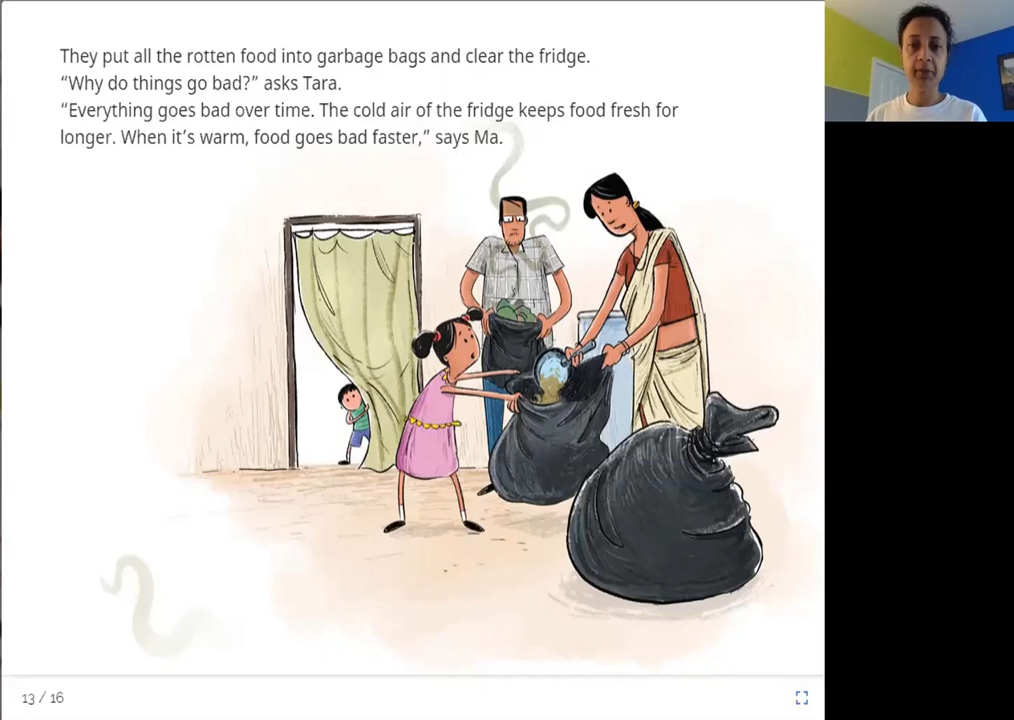 They put all the rotten food into garbage bags and clear the fridge.
“Why do things go bad?” asks Tara.
“Everything goes bad over time. The cold air of the fridge keeps food fresh for
longer. When it’s warm, food goes bad faster,” says Ma.
13 / 16